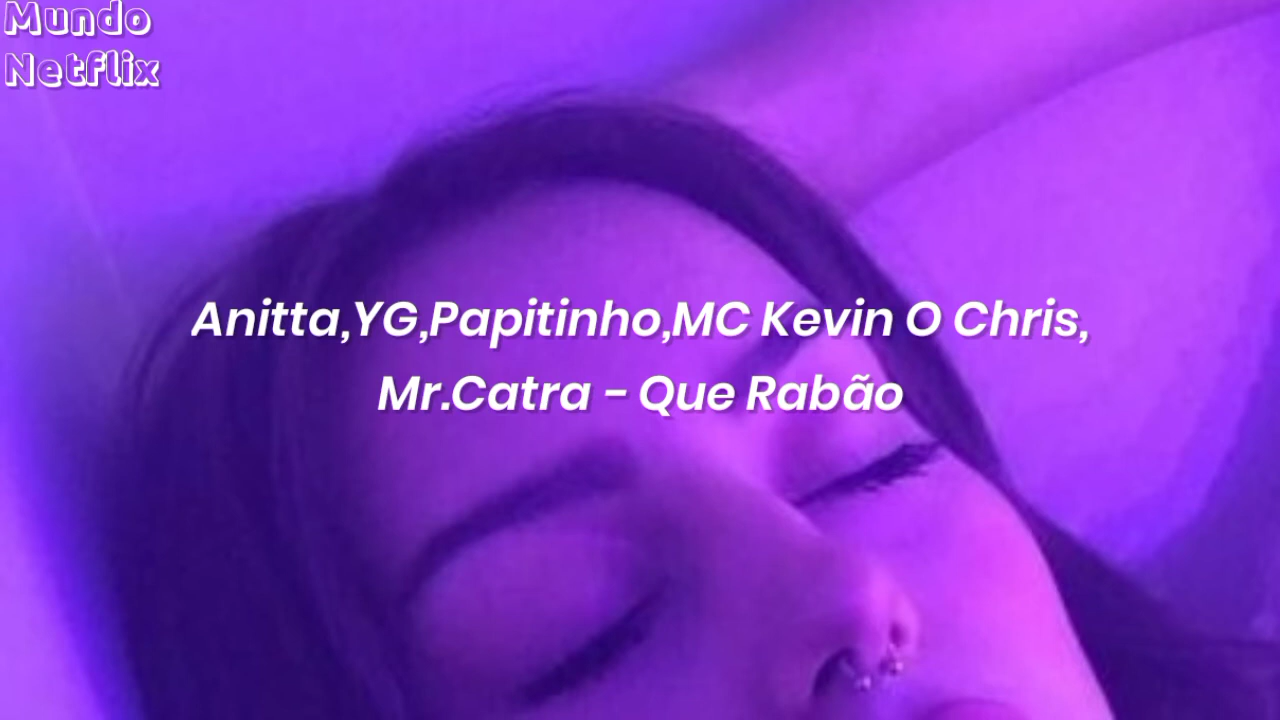 Mundo
Netflix
Anitta,YG,Papitinho,MC Kevin O Chris,
Mr.Catra - Que Rabão